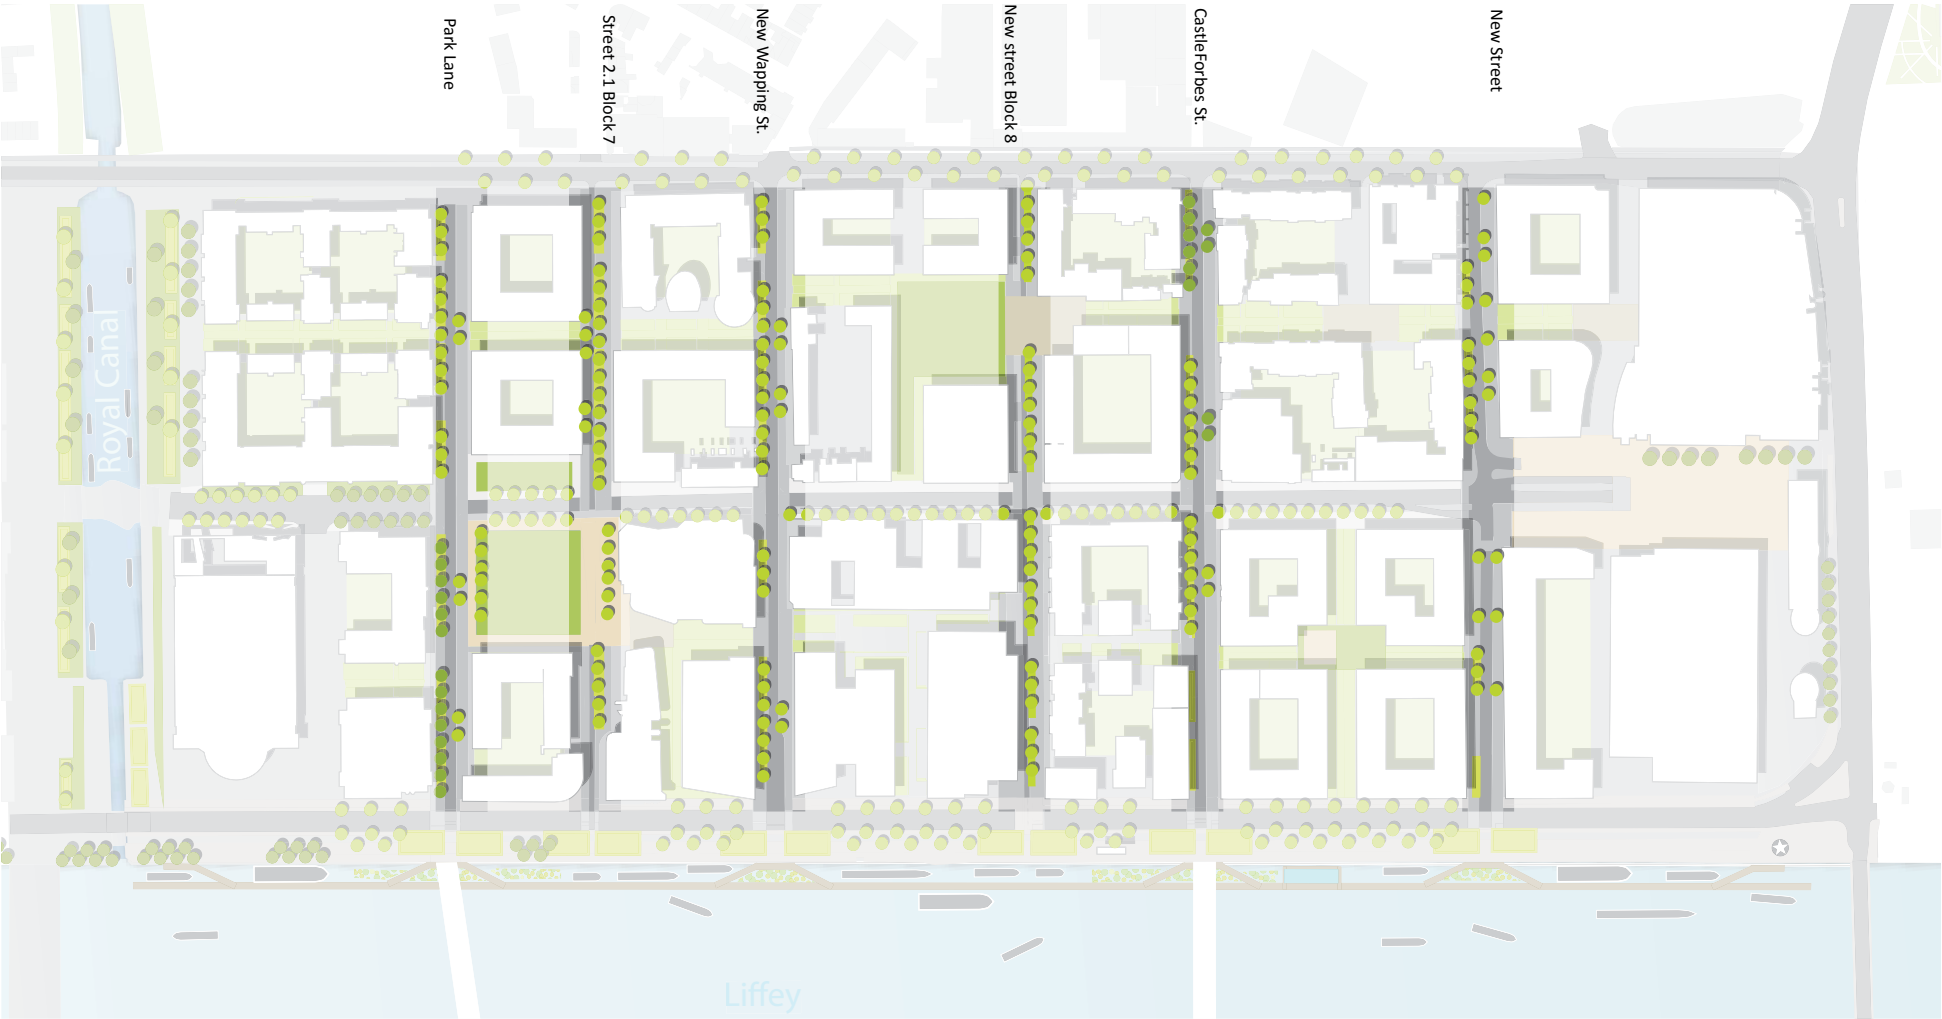 Park Lane
Street 2.1 Block 7
New Wapping St.
New street Block 8
CastleForbes St.
New Street
Royal Canal
Liffey